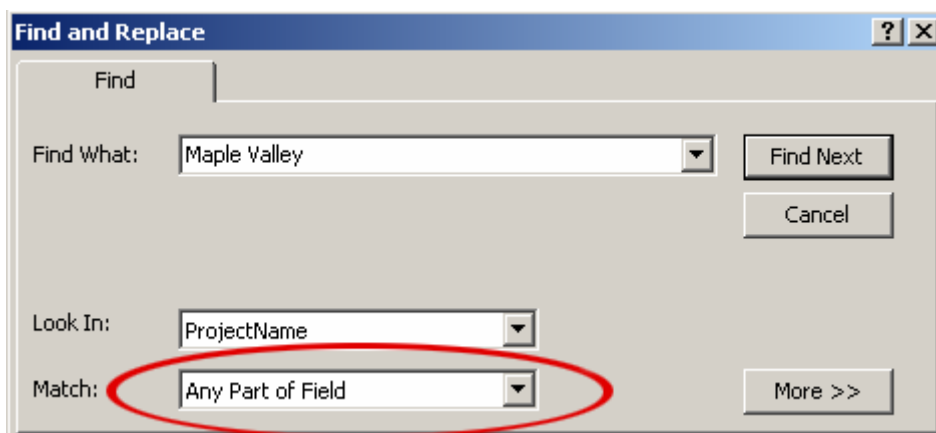 Find and Replace
Find
Find What: Maple Valley Find Next
Cancel
Look In: ProjectName
Match: Any Part of Field More >>